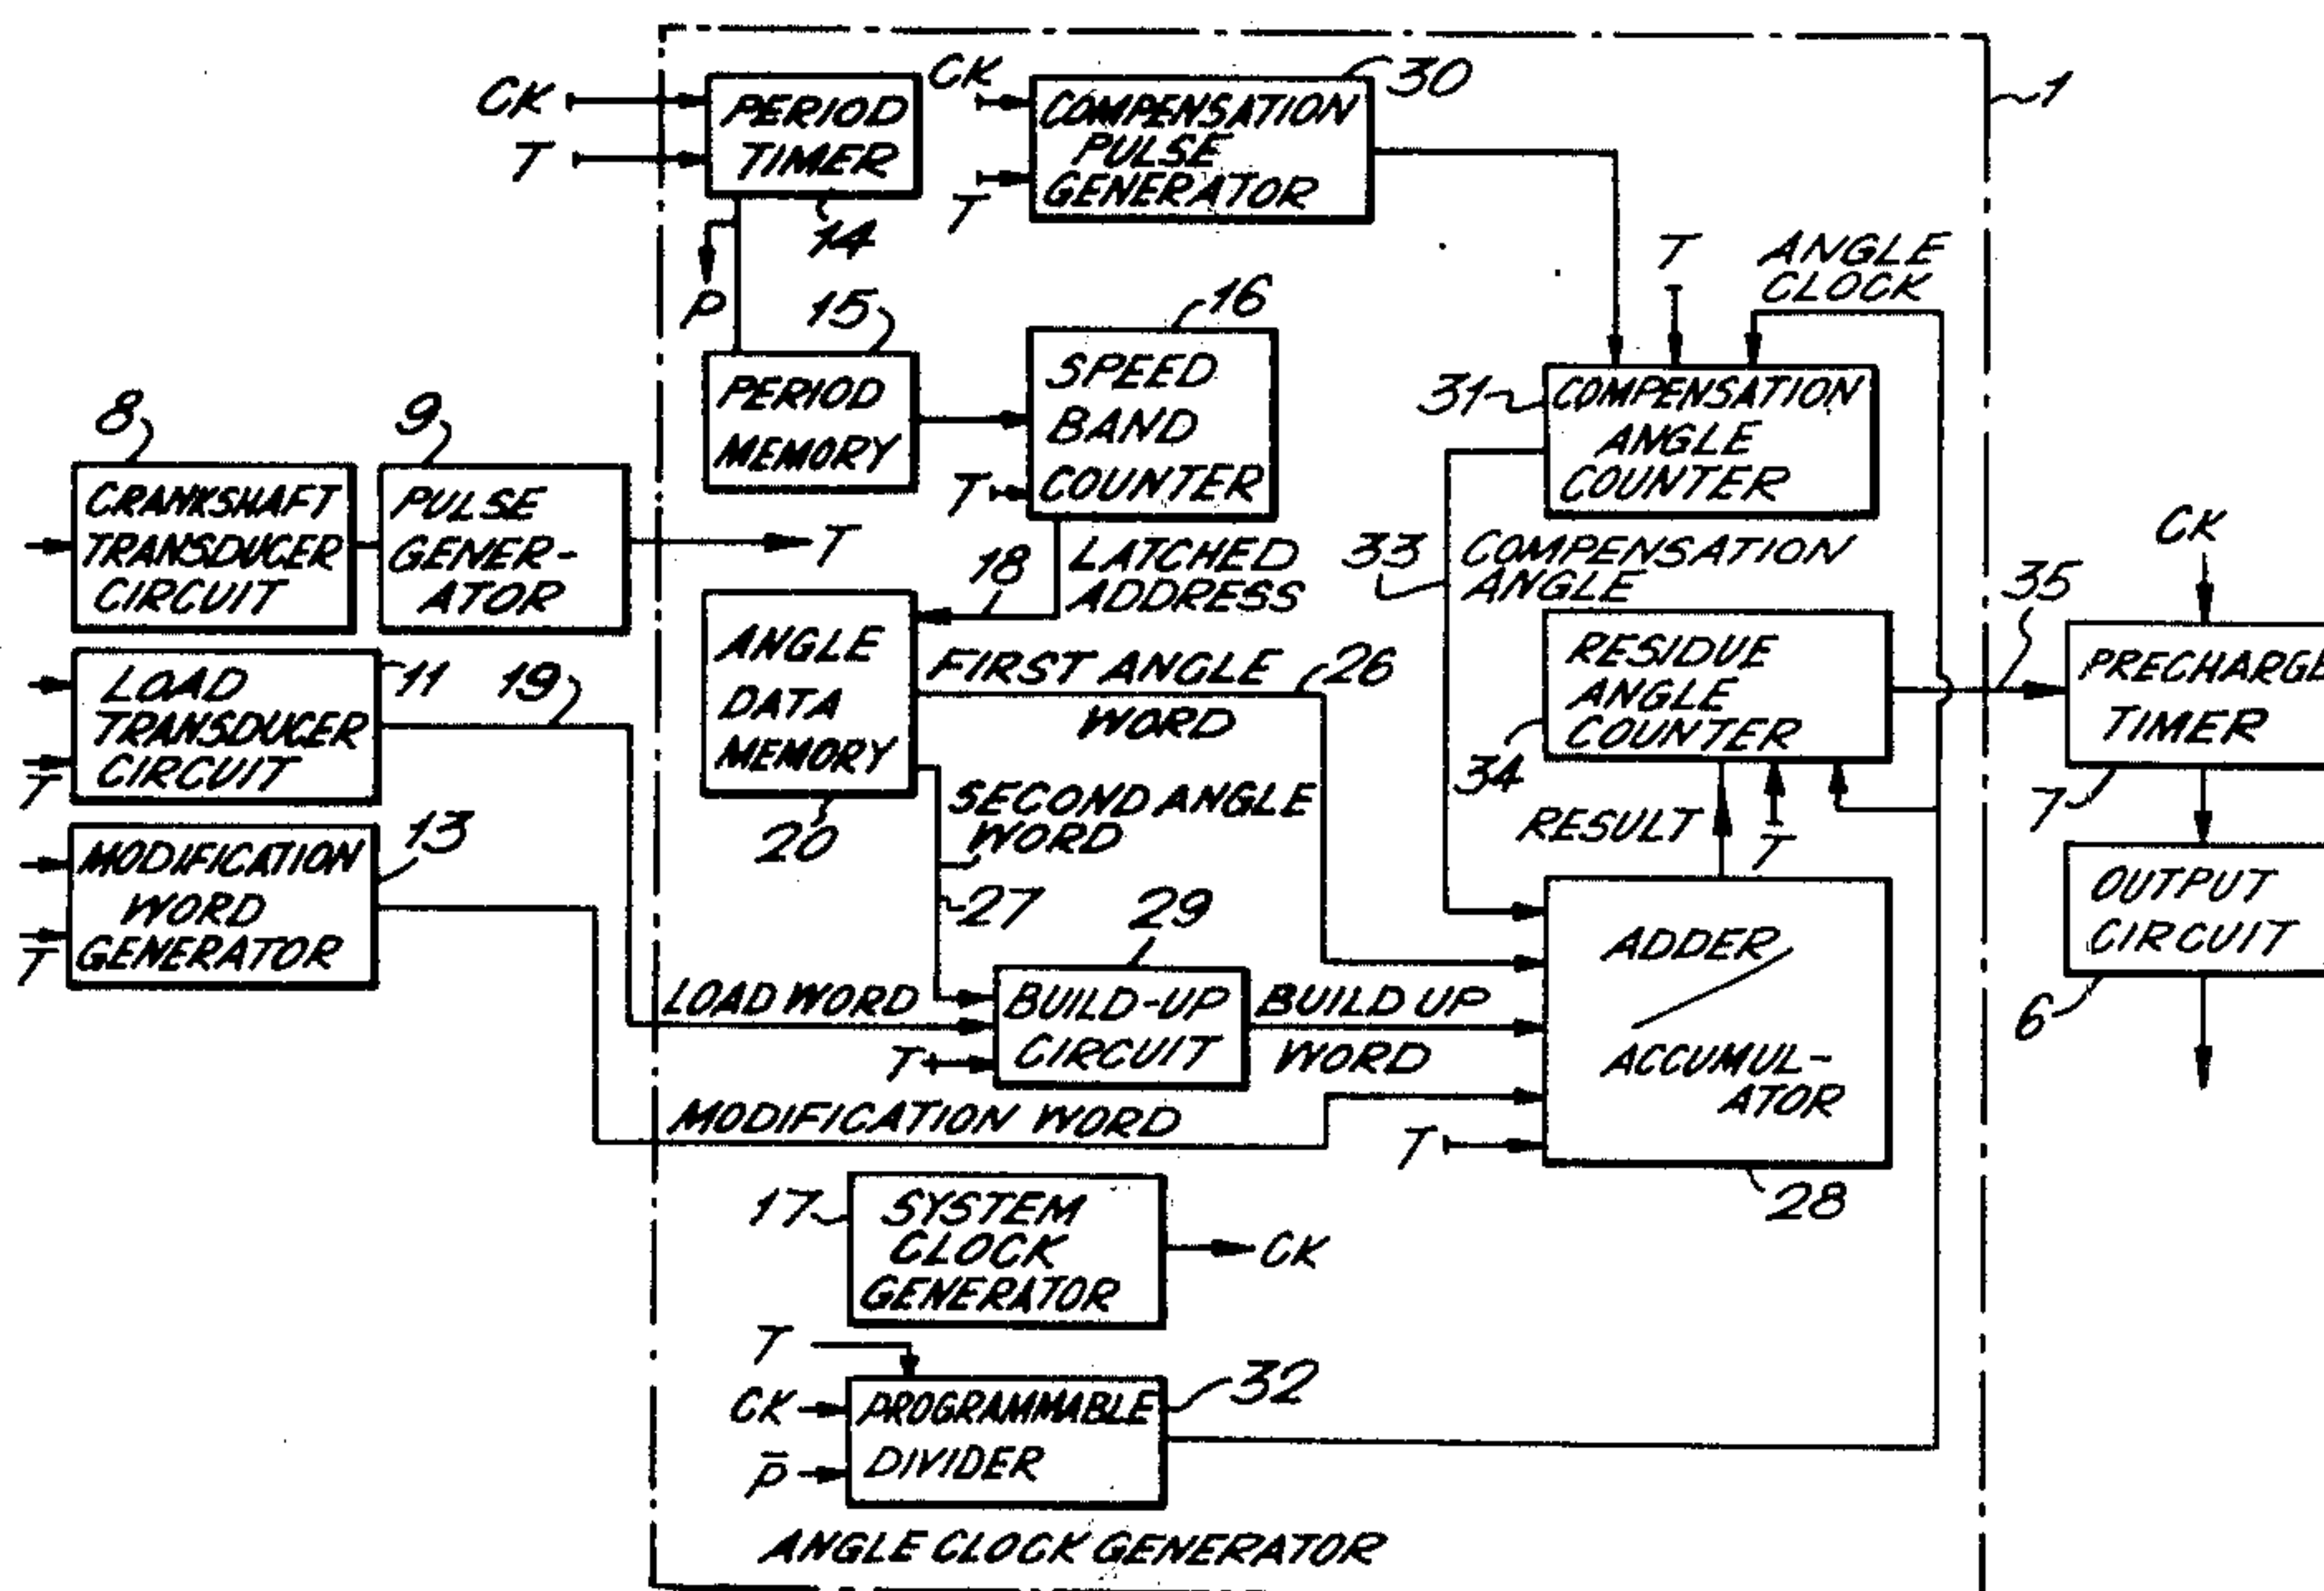 CK
T
PERIOD
TIMER
14
P
CK
T
COMPENSATION
PULSE
GENERATOR
30
1
15
PERIOD
MEMORY
16
SPEED
BAND
COUNTER
T
T
ANGLE
CLOCK
31
COMPENSATION
ANGLE
COUNTER
8
CRANKSHAFT
TRANSDUCER
CIRCUIT
9
PULSE
GENER-
ATOR
T
18
LATCHED
ADDRESS
33
COMPENSATION
ANGLE
35
CK
LOAD
TRANSDUCER
CIRCUIT
T
11
19
ANGLE
DATA
MEMORY
20
FIRST ANGLE
WORD
26
RESIDUE
ANGLE
COUNTER
34
PRECHARGE
TIMER
7
SECOND ANGLE
WORD
27
RESULT
T
MODIFICATION
WORD
GENERATOR
T
13
29
OUTPUT
CIRCUIT
6
LOAD WORD
T
BUILD-UP
CIRCUIT
BUILD UP
WORD
ADDER
ACCUMUL-
ATOR
MODIFICATION WORD
T
28
17
SYSTEM
CLOCK
GENERATOR
CK
T
CK
P̅
PROGRAMMABLE
DIVIDER
32
ANGLE CLOCK GENERATOR